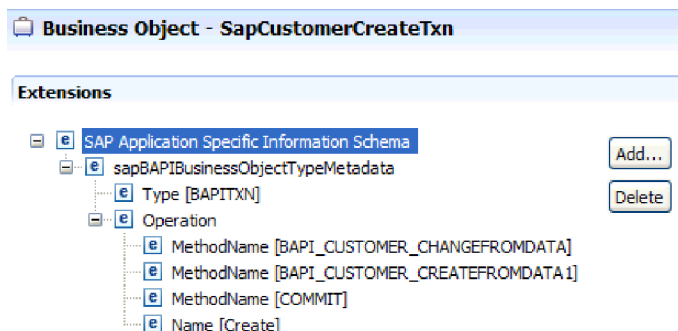 Business Object - SapCustomerCreateTxn
Extensions
SAP Application Specific Information Schema
Add...
sapBAPIBusinessObjectTypeMetadata
Type [BAPITXN]
Delete
Operation
MethodName [BAPI_CUSTOMER_CHANGEFROMDATA]
MethodName [BAPI_CUSTOMER_CREATEFROMDATA1]
MethodName [COMMIT]
Name [Create]